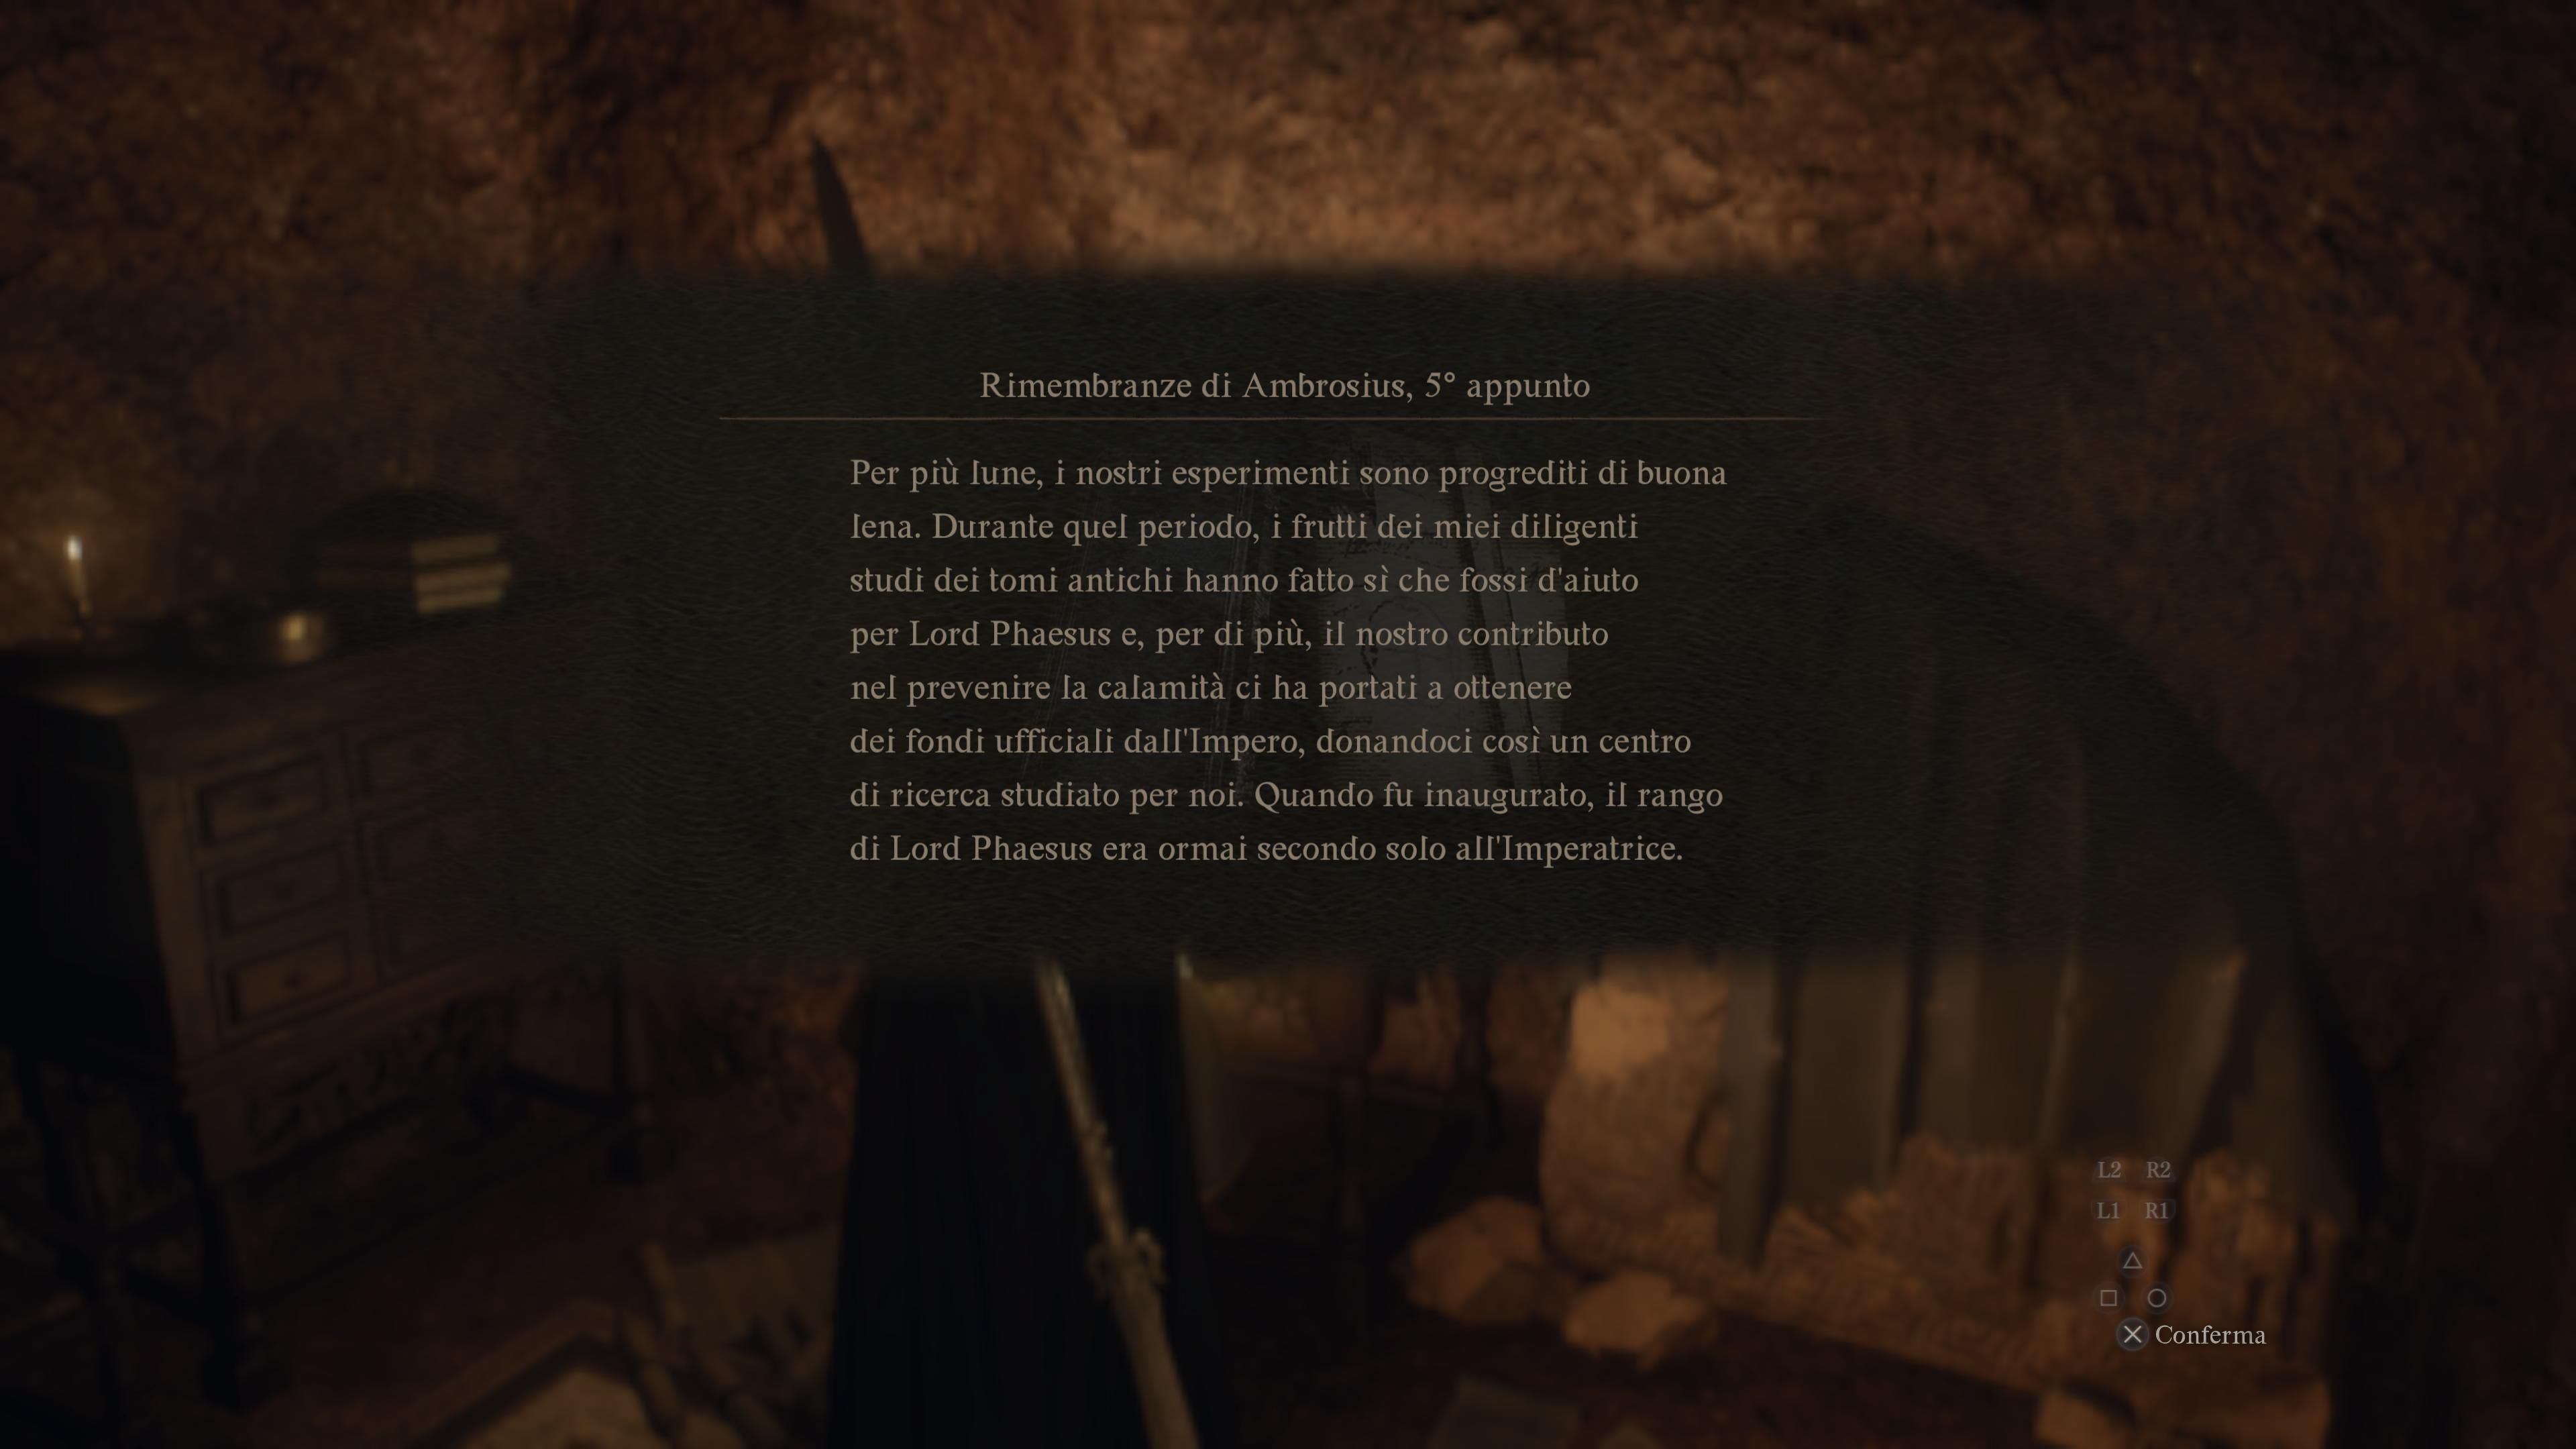 Rimembranze di Ambrosius, 5° appunto
Per più lune, i nostri esperimenti sono progrediti di buona
lena. Durante quel periodo, i frutti dei miei diligenti
studi dei tomi antichi hanno fatto sì che fossi d'aiuto
per Lord Phaesus e, per di più, il nostro contributo
nel prevenire la calamità ci ha portati a ottenere
dei fondi ufficiali dall'Impero, donandoci così un centro
di ricerca studiato per noi. Quando fu inaugurato, il rango
di Lord Phaesus era ormai secondo solo all'Imperatrice.
L2 R2
L1 R1
Conferma